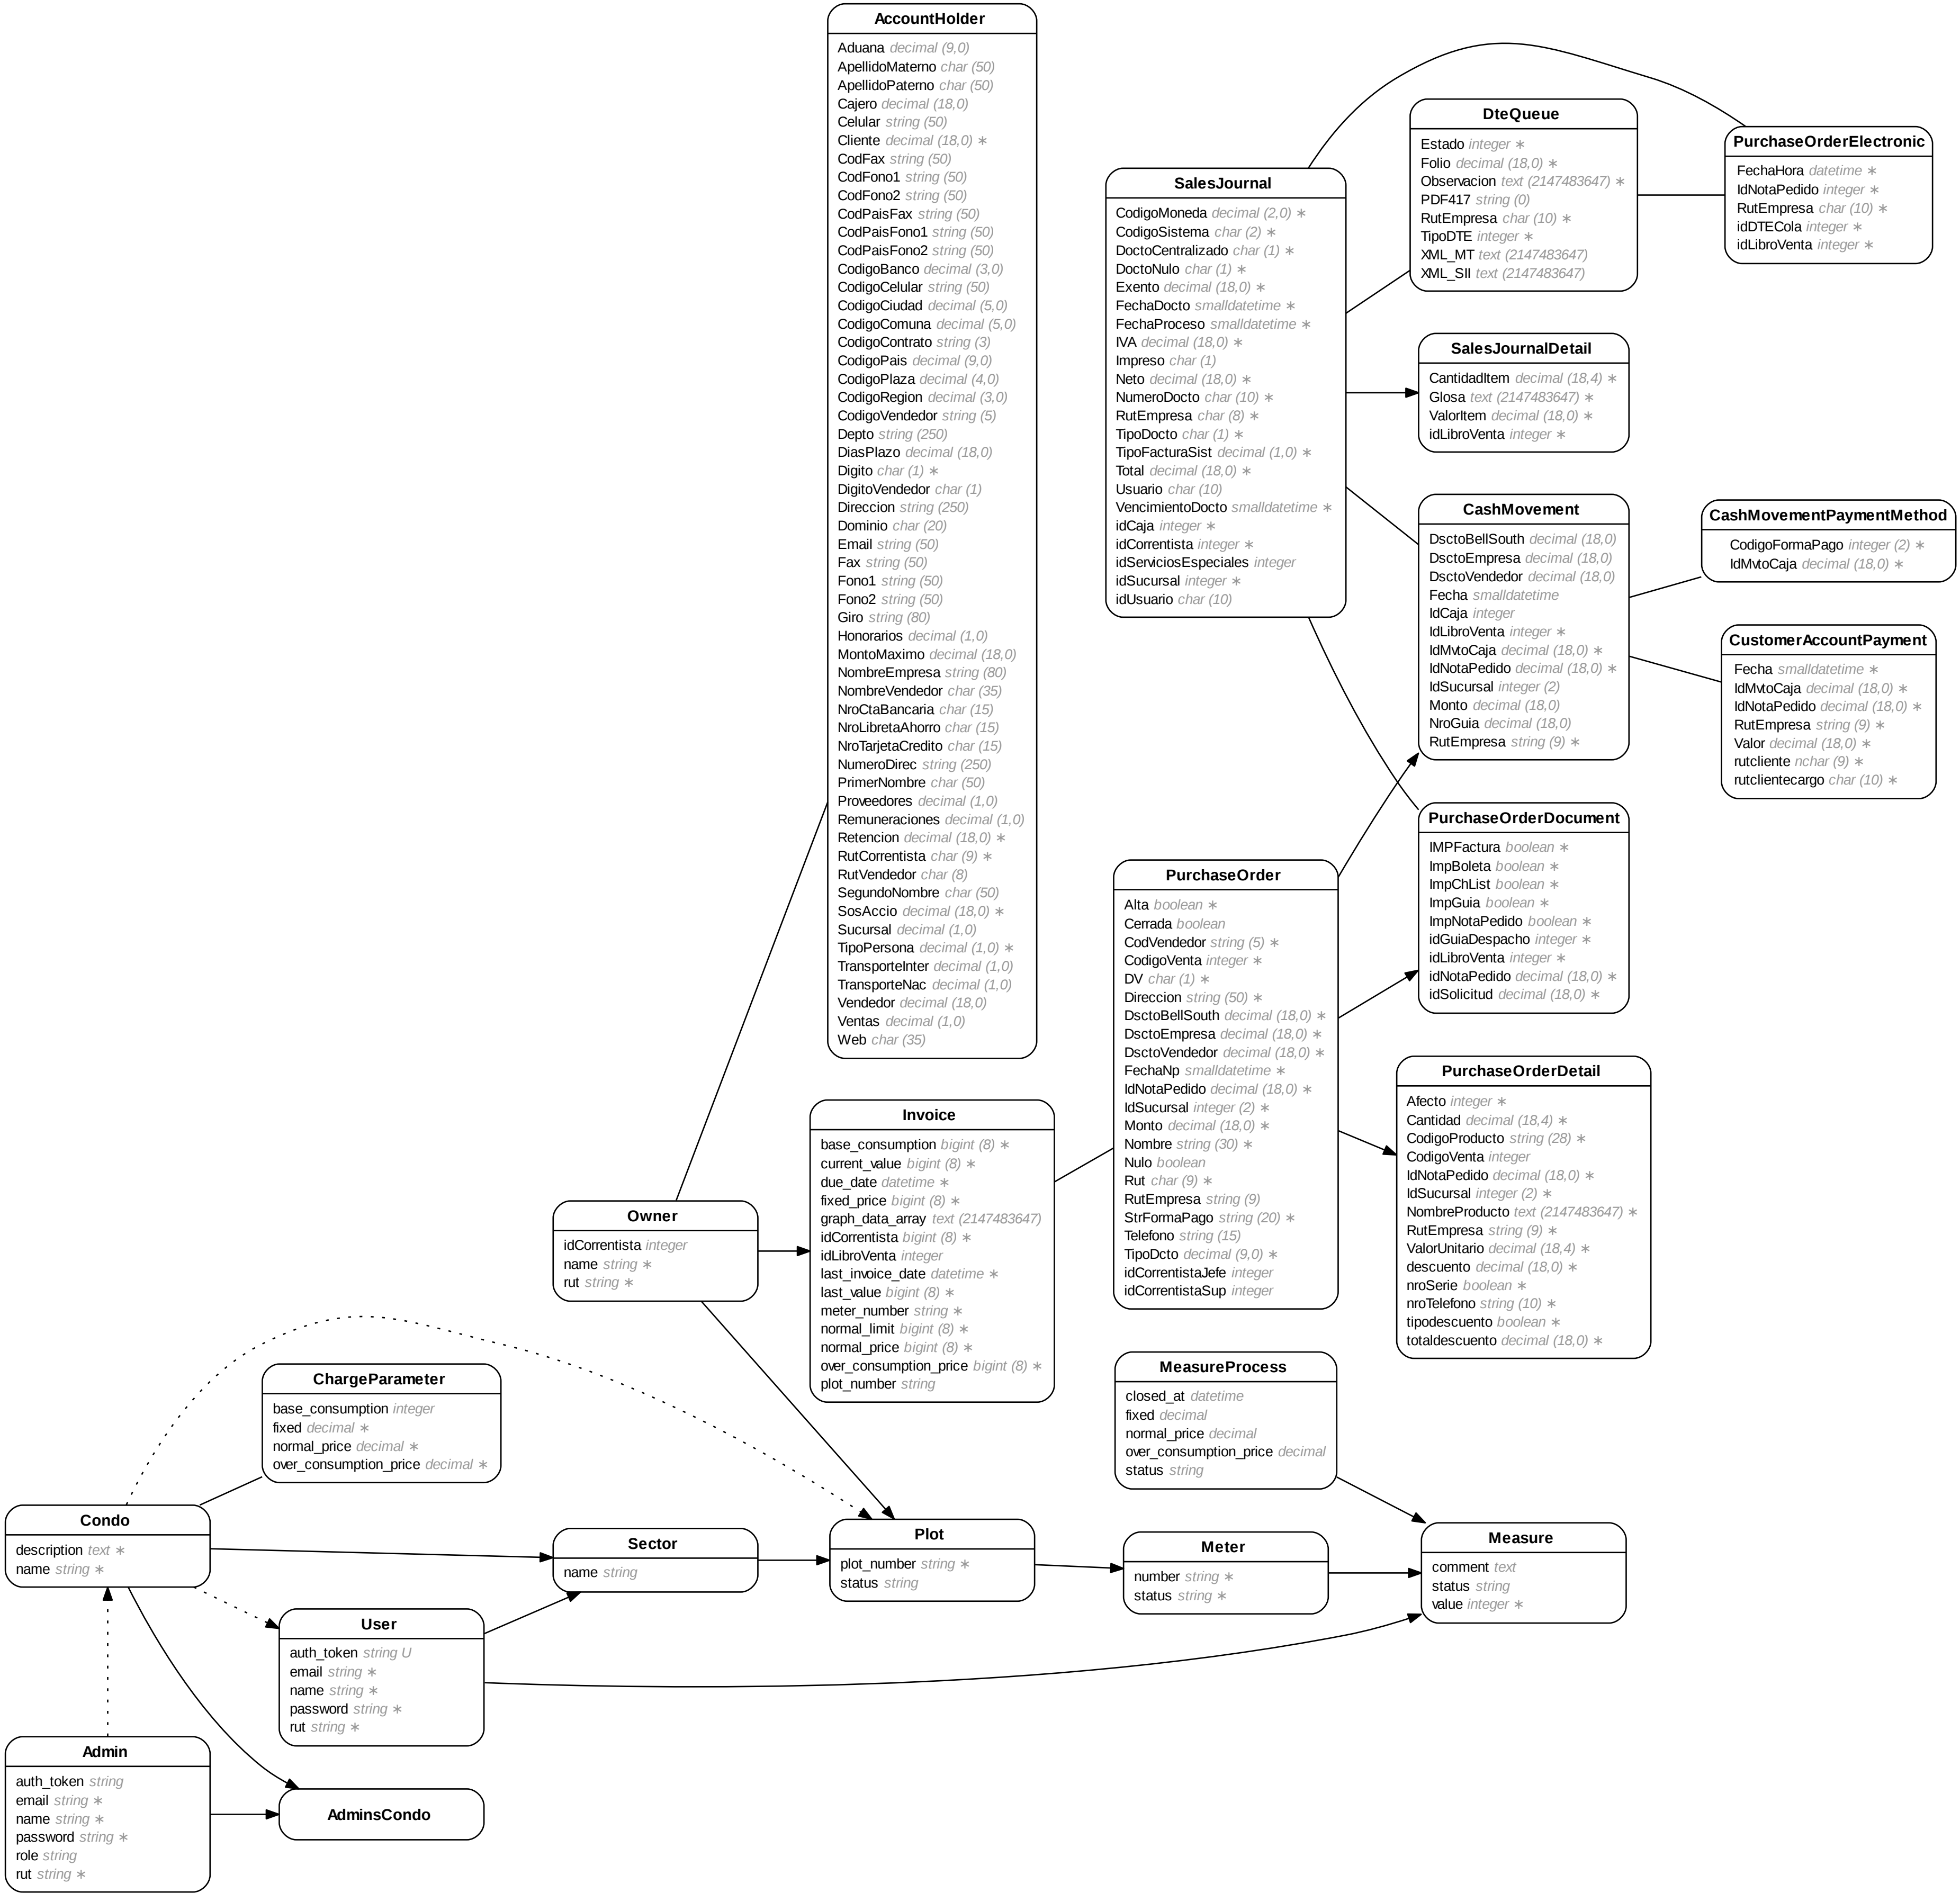 AccountHolder
Aduana decimal (9,0)
ApellidoMaterno char (50)
ApellidoPaterno char (50)
Cajero decimal (18,0)
Celular string (50)
Cliente decimal (18,0) ∗
CodFax string (50)
CodFono1 string (50)
CodFono2 string (50)
CodPaisFax string (50)
CodPaisFono1 string (50)
CodPaisFono2 string (50)
CodigoBanco decimal (3,0)
CodigoCelular string (50)
CodigoCiudad decimal (5,0)
CodigoComuna decimal (5,0)
CodigoContrato string (3)
CodigoPais decimal (9,0)
CodigoPlaza decimal (4,0)
CodigoRegion decimal (3,0)
CodigoVendedor string (5)
Depto string (250)
DiasPlazo decimal (18,0)
Digito char (1) ∗
DigitoVendedor char (1)
Direccion string (250)
Dominio char (20)
Email string (50)
Fax string (50)
Fono1 string (50)
Fono2 string (50)
Giro string (80)
Honorarios decimal (1,0)
MontoMaximo decimal (18,0)
NombreEmpresa string (80)
NombreVendedor char (35)
NroCtaBancaria char (15)
NroLibretaAhorro char (15)
NroTarjetaCredito char (15)
NumeroDirec string (250)
PrimerNombre char (50)
Proveedores decimal (1,0)
Remuneraciones decimal (1,0)
Retencion decimal (18,0) ∗
RutCorrentista char (9) ∗
RutVendedor char (8)
SegundoNombre char (50)
SosAccio decimal (18,0) ∗
Sucursal decimal (1,0)
TipoPersona decimal (1,0) ∗
TransporteInter decimal (1,0)
TransporteNac decimal (1,0)
Vendedor decimal (18,0)
Ventas decimal (1,0)
Web char (35)
SalesJournal
CodigoMoneda decimal (2,0) ∗
CodigoSistema char (2) ∗
DoctoCentralizado char (1) ∗
DoctoNulo char (1) ∗
Exento decimal (18,0) ∗
FechaDocto smalldatetime ∗
FechaProceso smalldatetime ∗
IVA decimal (18,0) ∗
Impreso char (1)
Neto decimal (18,0) ∗
NumeroDocto char (10) ∗
RutEmpresa char (8) ∗
TipoDocto char (1) ∗
TipoFacturaSist decimal (1,0) ∗
Total decimal (18,0) ∗
Usuario char (10)
VencimientoDocto smalldatetime ∗
idCaja integer ∗
idCorrentista integer ∗
idServiciosEspeciales integer
idSucursal integer ∗
idUsuario char (10)
DteQueue
Estado integer ∗
Folio decimal (18,0) ∗
Observacion text (2147483647) ∗
PDF417 string (0)
RutEmpresa char (10) ∗
TipoDTE integer ∗
XML_MT text (2147483647)
XML_SII text (2147483647)
PurchaseOrderElectronic
FechaHora datetime ∗
IdNotaPedido integer ∗
RutEmpresa char (10) ∗
idDTECola integer ∗
idLibroVenta integer ∗
SalesJournalDetail
CantidadItem decimal (18,4) ∗
Glosa text (2147483647) ∗
ValorItem decimal (18,0) ∗
idLibroVenta integer ∗
CashMovement
DsctoBellSouth decimal (18,0)
DsctoEmpresa decimal (18,0)
DsctoVendedor decimal (18,0)
Fecha smalldatetime
IdCaja integer
IdLibroVenta integer ∗
IdMvtoCaja decimal (18,0) ∗
IdNotaPedido decimal (18,0) ∗
IdSucursal integer (2)
Monto decimal (18,0)
NroGuia decimal (18,0)
RutEmpresa string (9) ∗
CashMovementPaymentMethod
CodigoFormaPago integer (2) ∗
IdMvtoCaja decimal (18,0) ∗
CustomerAccountPayment
Fecha smalldatetime ∗
IdMvtoCaja decimal (18,0) ∗
IdNotaPedido decimal (18,0) ∗
RutEmpresa string (9) ∗
Valor decimal (18,0) ∗
rutcliente nchar (9) ∗
rutclientecargo char (10) ∗
PurchaseOrderDocument
IMPFactura boolean ∗
ImpBoleta boolean ∗
ImpChList boolean ∗
ImpGuia boolean ∗
ImpNotaPedido boolean ∗
idGuiaDespacho integer ∗
idLibroVenta integer ∗
idNotaPedido decimal (18,0) ∗
idSolicitud decimal (18,0) ∗
PurchaseOrder
Alta boolean ∗
Cerrada boolean
CodVendedor string (5) ∗
CodigoVenta integer ∗
DV char (1) ∗
Direccion string (50) ∗
DsctoBellSouth decimal (18,0) ∗
DsctoEmpresa decimal (18,0) ∗
DsctoVendedor decimal (18,0) ∗
FechaNp smalldatetime ∗
IdNotaPedido decimal (18,0) ∗
IdSucursal integer (2) ∗
Monto decimal (18,0) ∗
Nombre string (30) ∗
Nulo boolean
Rut char (9) ∗
RutEmpresa string (9)
StrFormaPago string (20) ∗
Telefono string (15)
TipoDcto decimal (9,0) ∗
idCorrentistaJefe integer
idCorrentistaSup integer
PurchaseOrderDetail
Afecto integer ∗
Cantidad decimal (18,4) ∗
CodigoProducto string (28) ∗
CodigoVenta integer
IdNotaPedido decimal (18,0) ∗
IdSucursal integer (2) ∗
NombreProducto text (2147483647) ∗
RutEmpresa string (9) ∗
ValorUnitario decimal (18,4) ∗
descuento decimal (18,0) ∗
nroSerie boolean ∗
nroTelefono string (10) ∗
tipodescuento boolean ∗
totaldescuento decimal (18,0) ∗
Invoice
base_consumption bigint (8) ∗
current_value bigint (8) ∗
due_date datetime ∗
fixed_price bigint (8) ∗
graph_data_array text (2147483647)
idCorrentista bigint (8) ∗
idLibroVenta integer
last_invoice_date datetime ∗
last_value bigint (8) ∗
meter_number string ∗
normal_limit bigint (8) ∗
normal_price bigint (8) ∗
over_consumption_price bigint (8) ∗
plot_number string
Owner
idCorrentista integer
name string ∗
rut string ∗
ChargeParameter
base_consumption integer
fixed decimal ∗
normal_price decimal ∗
over_consumption_price decimal ∗
MeasureProcess
closed_at datetime
fixed decimal
normal_price decimal
over_consumption_price decimal
status string
Condo
description text ∗
name string ∗
Sector
name string
Plot
plot_number string ∗
status string
Meter
number string ∗
status string ∗
Measure
comment text
status string
value integer ∗
User
auth_token string U
email string ∗
name string ∗
password string ∗
rut string ∗
Admin
auth_token string
email string ∗
name string ∗
password string ∗
role string
rut string ∗
AdminsCondo